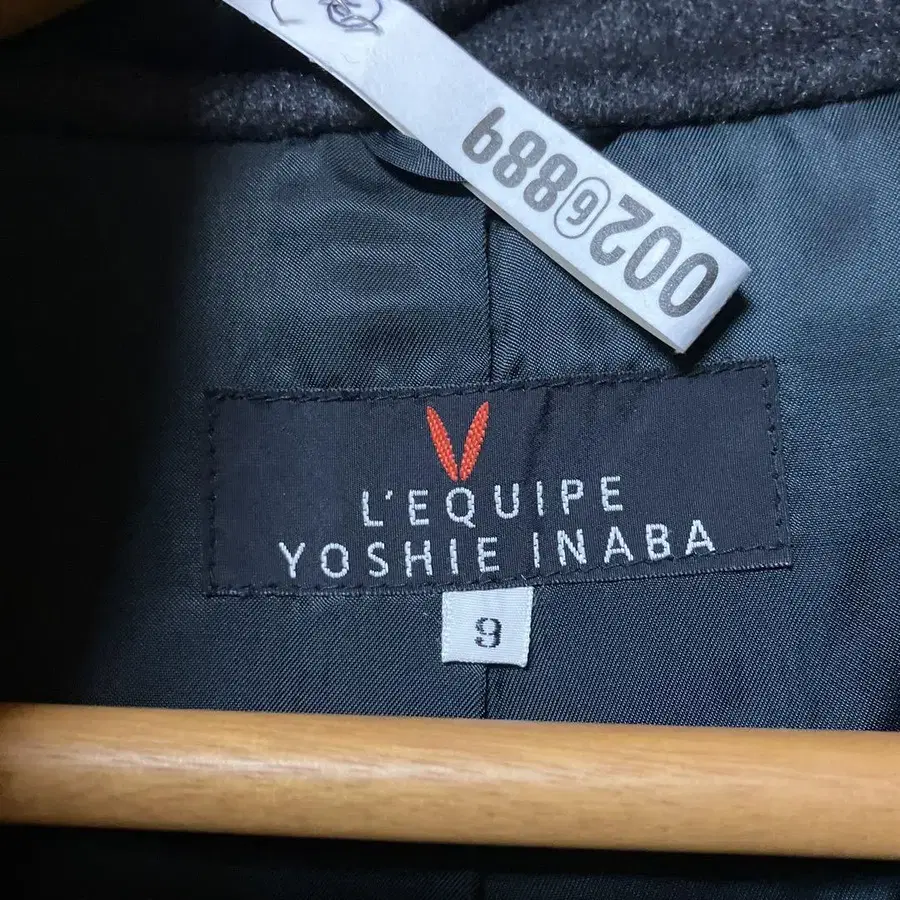 002⑥889
L'EQUIPE
YOSHIE INABA
9